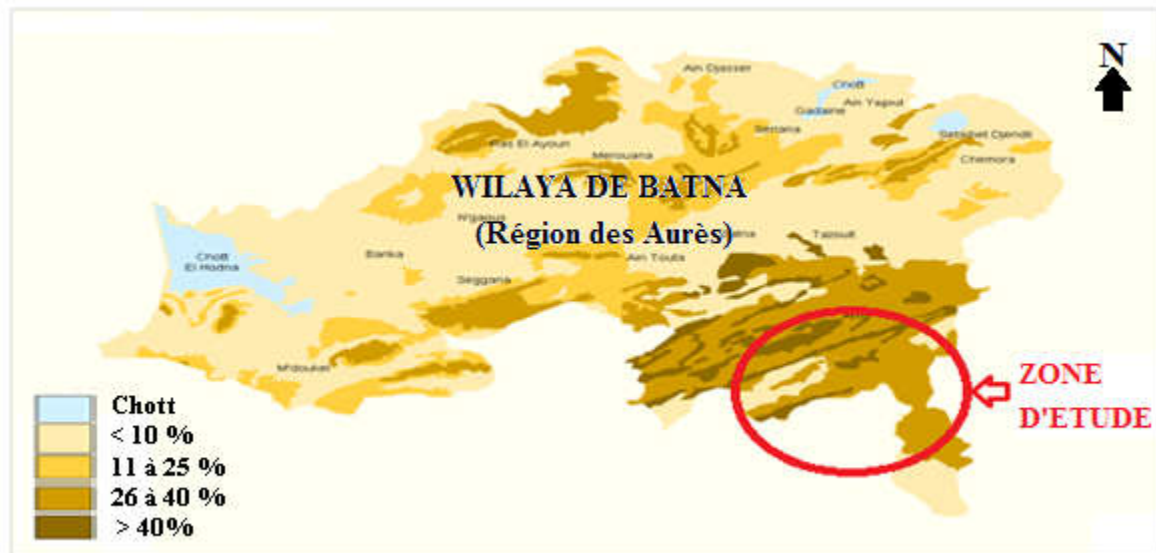 N
Ain Djasser
Chott
Gadaine
Ain Yagout
Seriana
Sebkhet Djendli
Ras El Ayoun
Merouana
Chemora
WILAYA DE BATNA
N'gaous
(Région des Aurès)
Tazoult
Barika
Ain Touta
Chott
El Hodna
Seggana
M'doukel
ZONE
D'ETUDE
Chott
< 10 %
11 à 25 %
26 à 40 %
> 40%